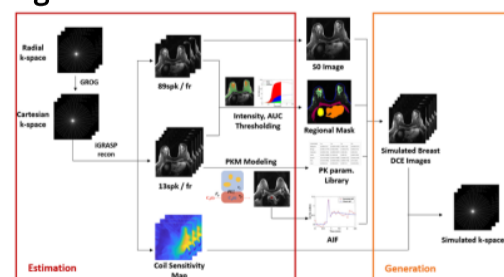 Radial
k-space
GROG
Cartesian
k-space
iGRASP
recon
89spk / fr
13spk / fr
Coil Sensitivity
Map
Intensity, AUC
Thresholding
PKM Modeling
S0 Image
Regional Mask
PK param.
Library
AIF
Simulated Breast
DCE Images
Simulated k-space
Estimation
Generation